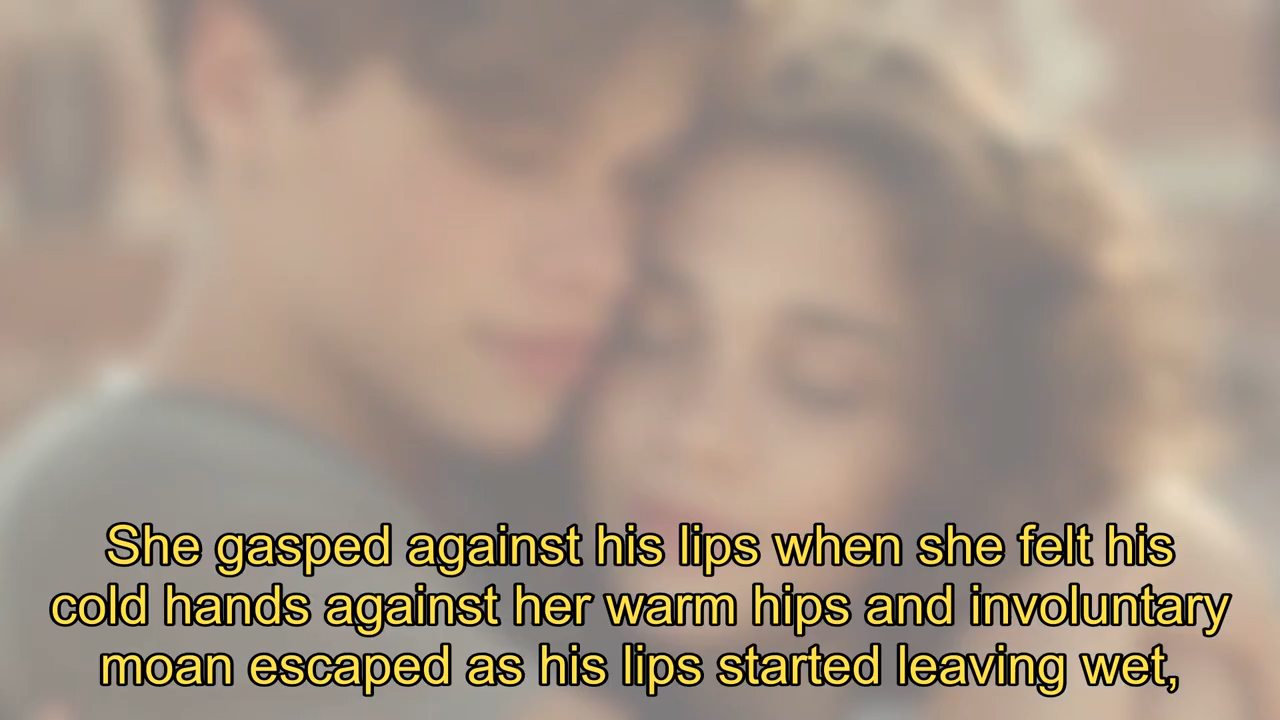 She gasped against his lips when she felt his
cold hands against her warm hips and involuntary
moan escaped as his lips started leaving wet,